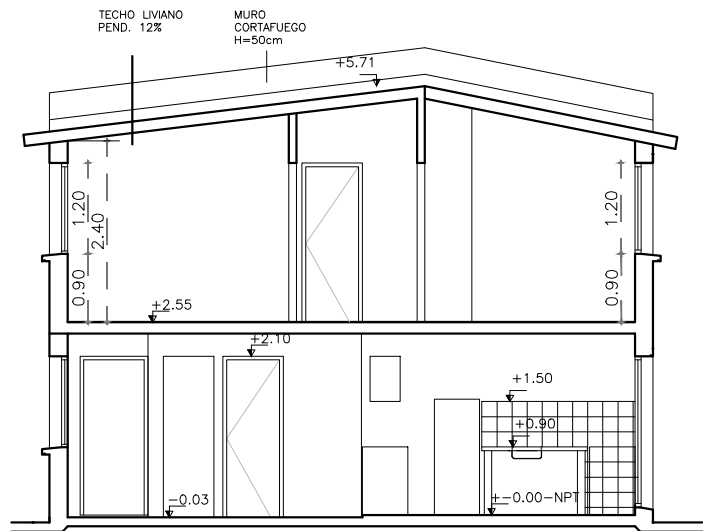 TECHO LIVIANO
PEND. 12%
MURO
CORTAFUEGO
H=50cm
+5.71
1.20
2.40
0.90
1.20
0.90
+2.55
+2.10
+1.50
+0.90
-0.03
+-0.00-NPT